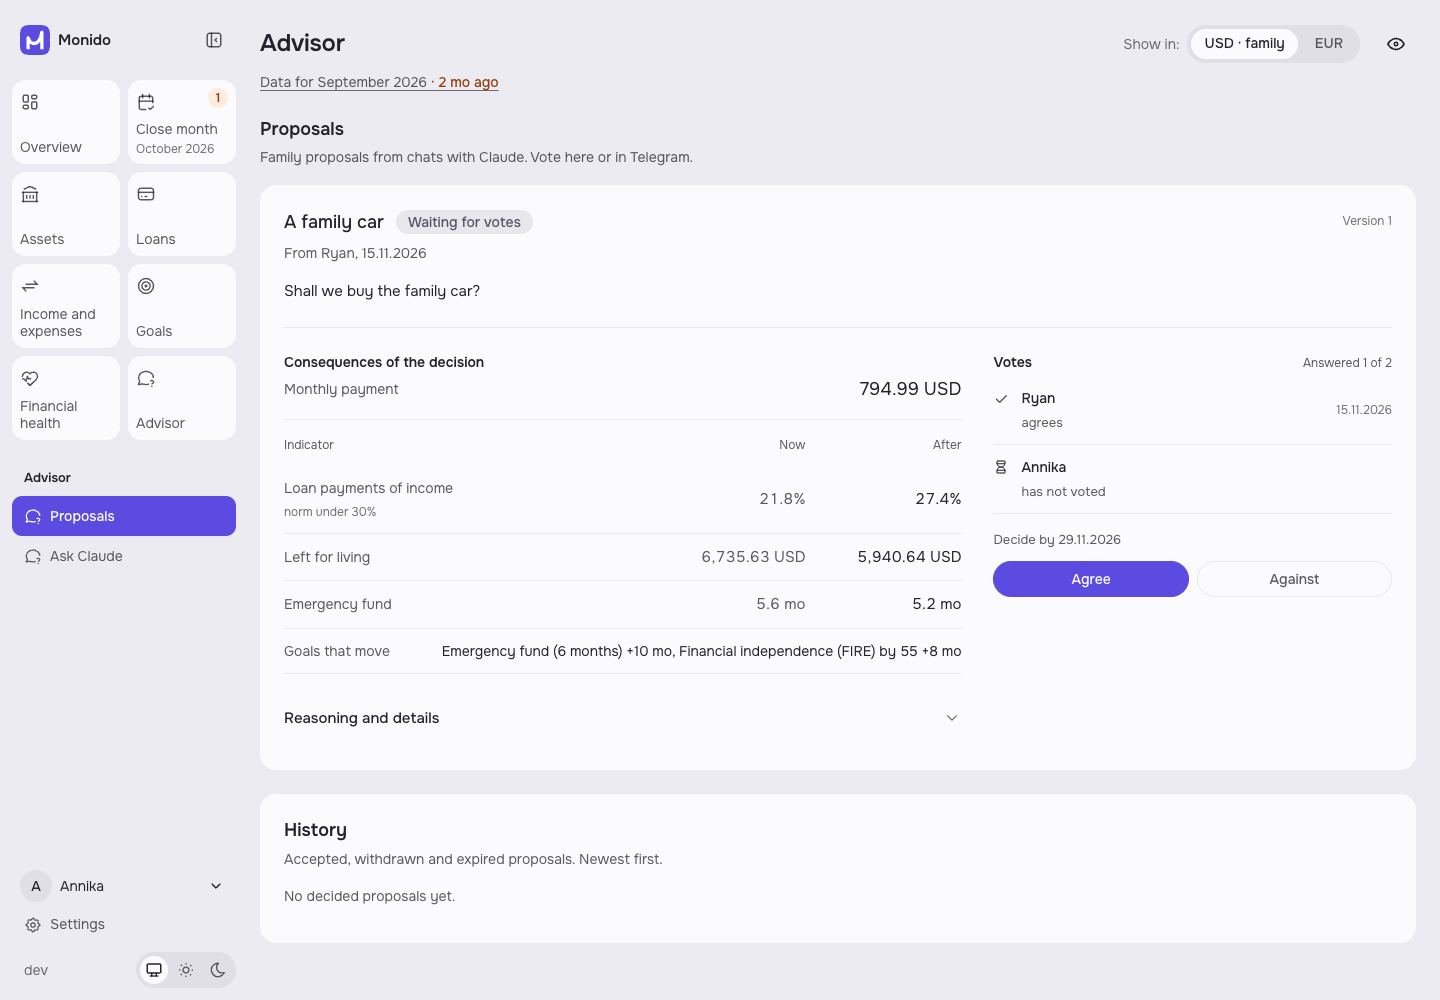 Monido
Overview
1
Close month
October 2026
Assets
Loans
Income and
expenses
Goals
Financial
health
Advisor
Advisor
Proposals
Ask Claude
A
Annika
Settings
dev
Advisor
Show in:
USD · family
EUR
Data for September 2026 · 2 mo ago
Proposals
Family proposals from chats with Claude. Vote here or in Telegram.
A family car
Waiting for votes
Version 1
From Ryan, 15.11.2026
Shall we buy the family car?
Consequences of the decision
Monthly payment 794.99 USD
Indicator Now After
Loan payments of income 21.8% 27.4%
norm under 30%
Left for living 6,735.63 USD 5,940.64 USD
Emergency fund 5.6 mo 5.2 mo
Goals that move Emergency fund (6 months) +10 mo, Financial independence (FIRE) by 55 +8 mo
Reasoning and details
Votes Answered 1 of 2
Ryan
agrees
15.11.2026
Annika
has not voted
Decide by 29.11.2026
Agree
Against
History
Accepted, withdrawn and expired proposals. Newest first.
No decided proposals yet.